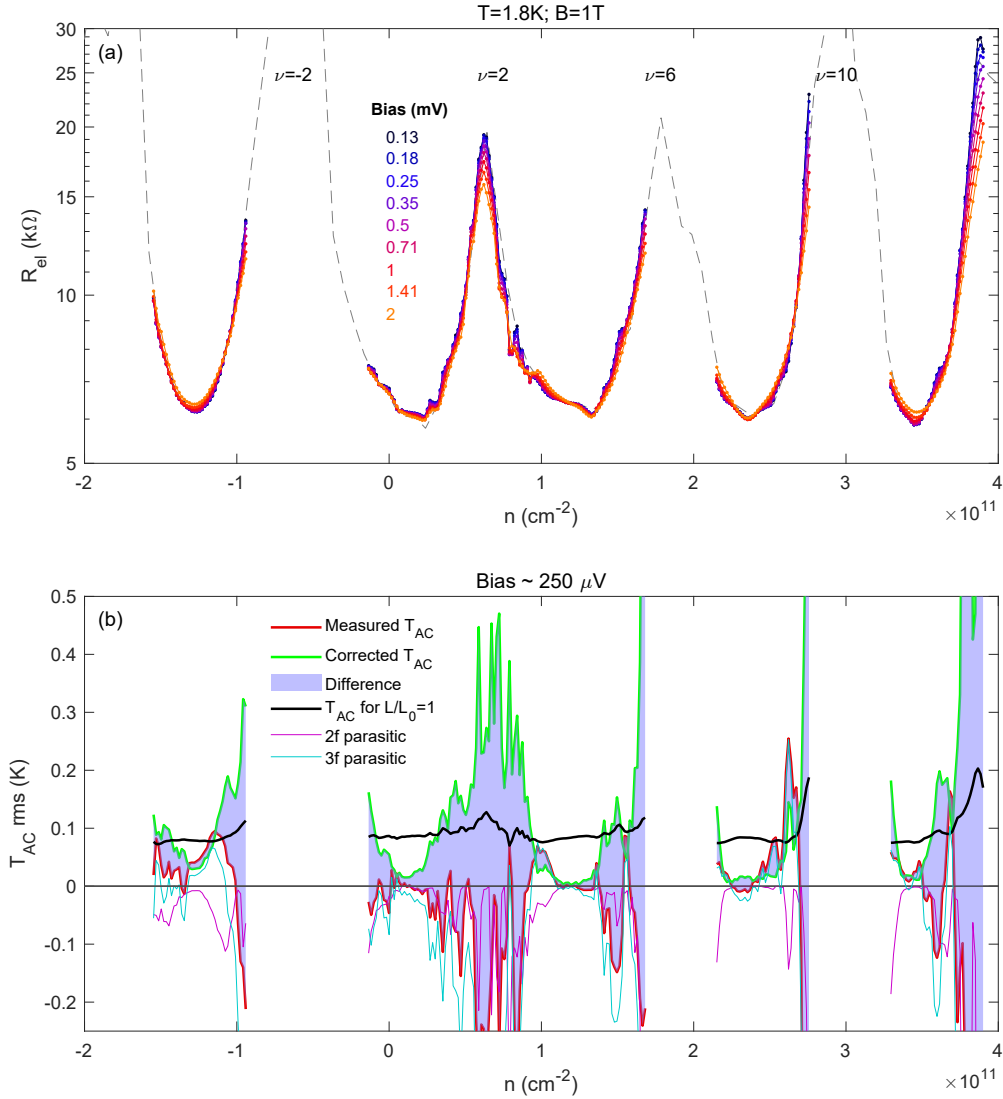 T=1.8K; B=1T
(a)
ν=-2
ν=2
ν=6
ν=10
Bias (mV)
0.13
0.18
0.25
0.35
0.5
0.71
1
1.41
2
30
25
20
15
10
5
R_el (kΩ)
-2 -1 0 1 2 3 4
n (cm^-2)
× 10^11
Bias ~ 250 μV
(b)
Measured T_AC
Corrected T_AC
Difference
T_AC for L/L_0=1
2f parasitic
3f parasitic
0.5
0.4
0.3
0.2
0.1
0
-0.1
-0.2
T_AC rms (K)
-2 -1 0 1 2 3 4
n (cm^-2)
× 10^11